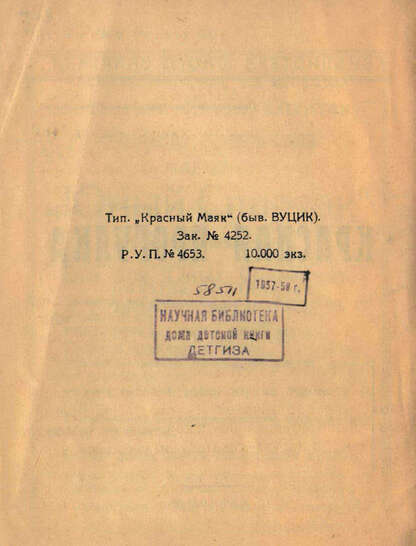 Тип. „Красный Маяк“ (быв. ВУЦИК).
Зак. № 4252.
Р.У.П. № 4653. 10.000 экз.
58511
1957-58 г.
НАУЧНАЯ БИБЛИОТЕКА
дома детской книги
ДЕТГИЗА